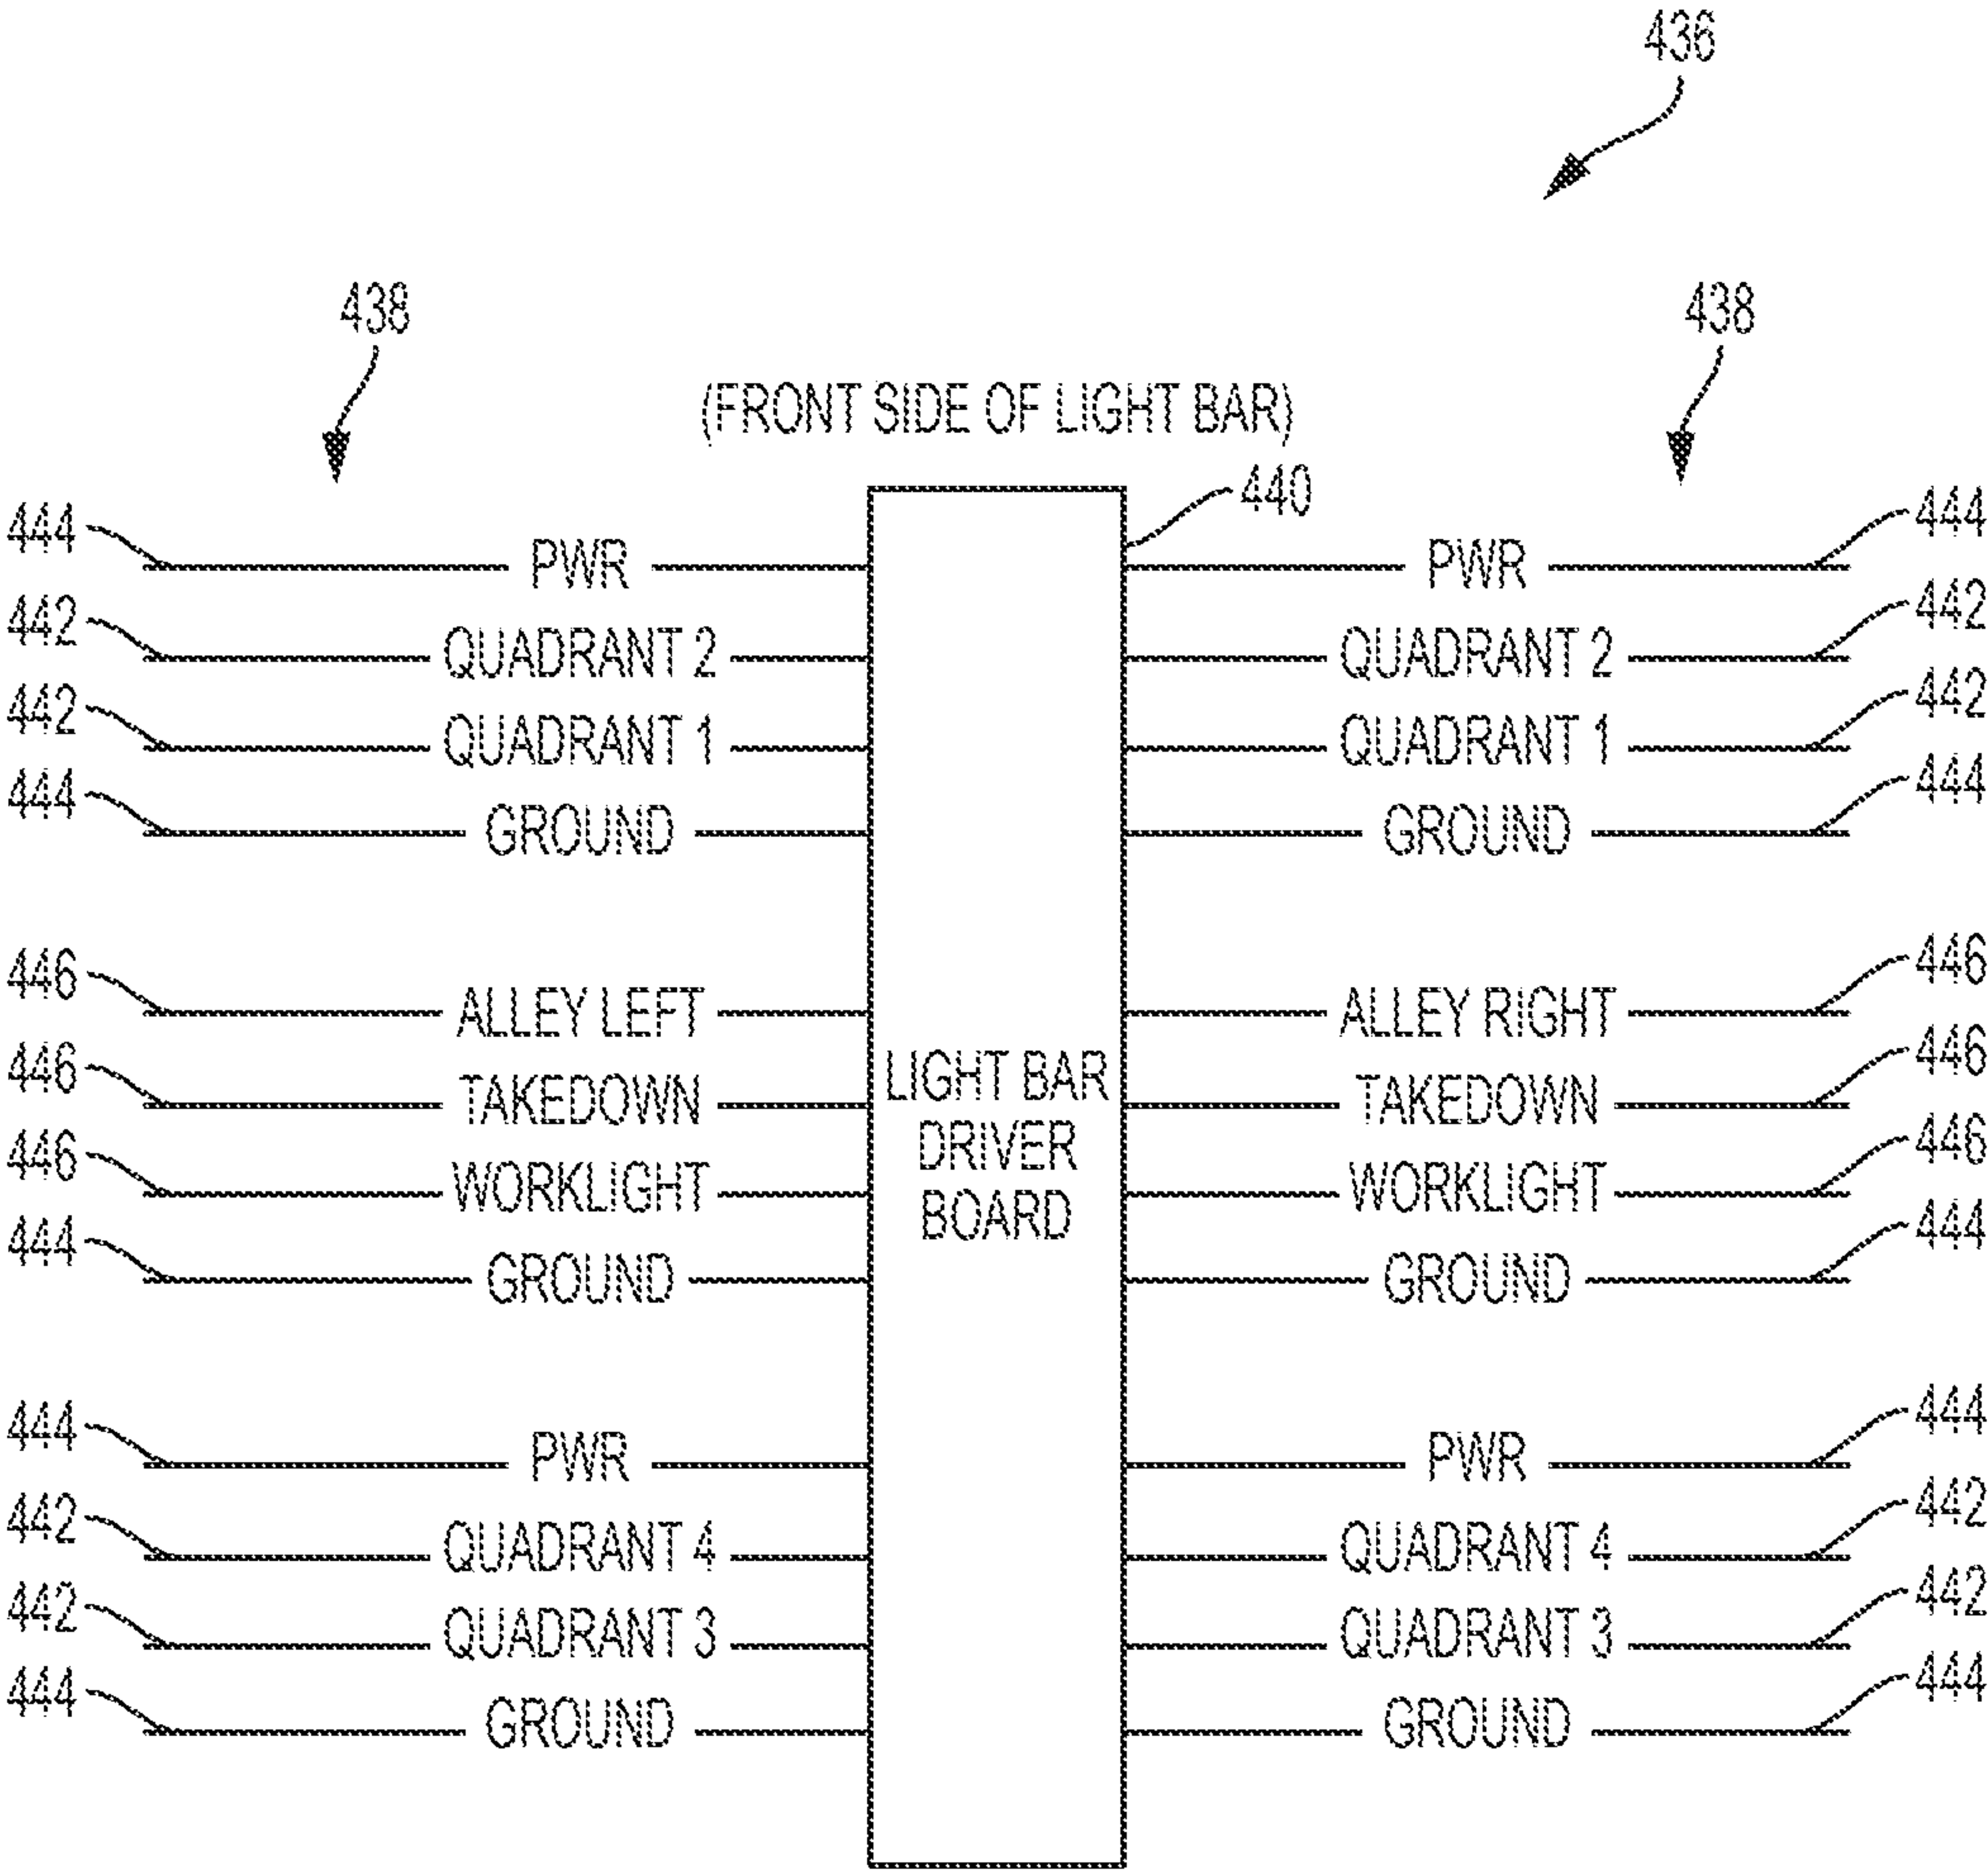 436
438 438
(FRONT SIDE OF LIGHT BAR)
440
444 PWR PWR 444
442 QUADRANT 2 QUADRANT 2 442
442 QUADRANT 1 QUADRANT 1 442
444 GROUND GROUND 444
446 ALLEY LEFT ALLEY RIGHT 446
446 TAKEDOWN TAKEDOWN 446
446 WORKLIGHT WORKLIGHT 446
444 GROUND GROUND 444
LIGHT BAR
DRIVER
BOARD
444 PWR PWR 444
442 QUADRANT 4 QUADRANT 4 442
442 QUADRANT 3 QUADRANT 3 442
444 GROUND GROUND 444